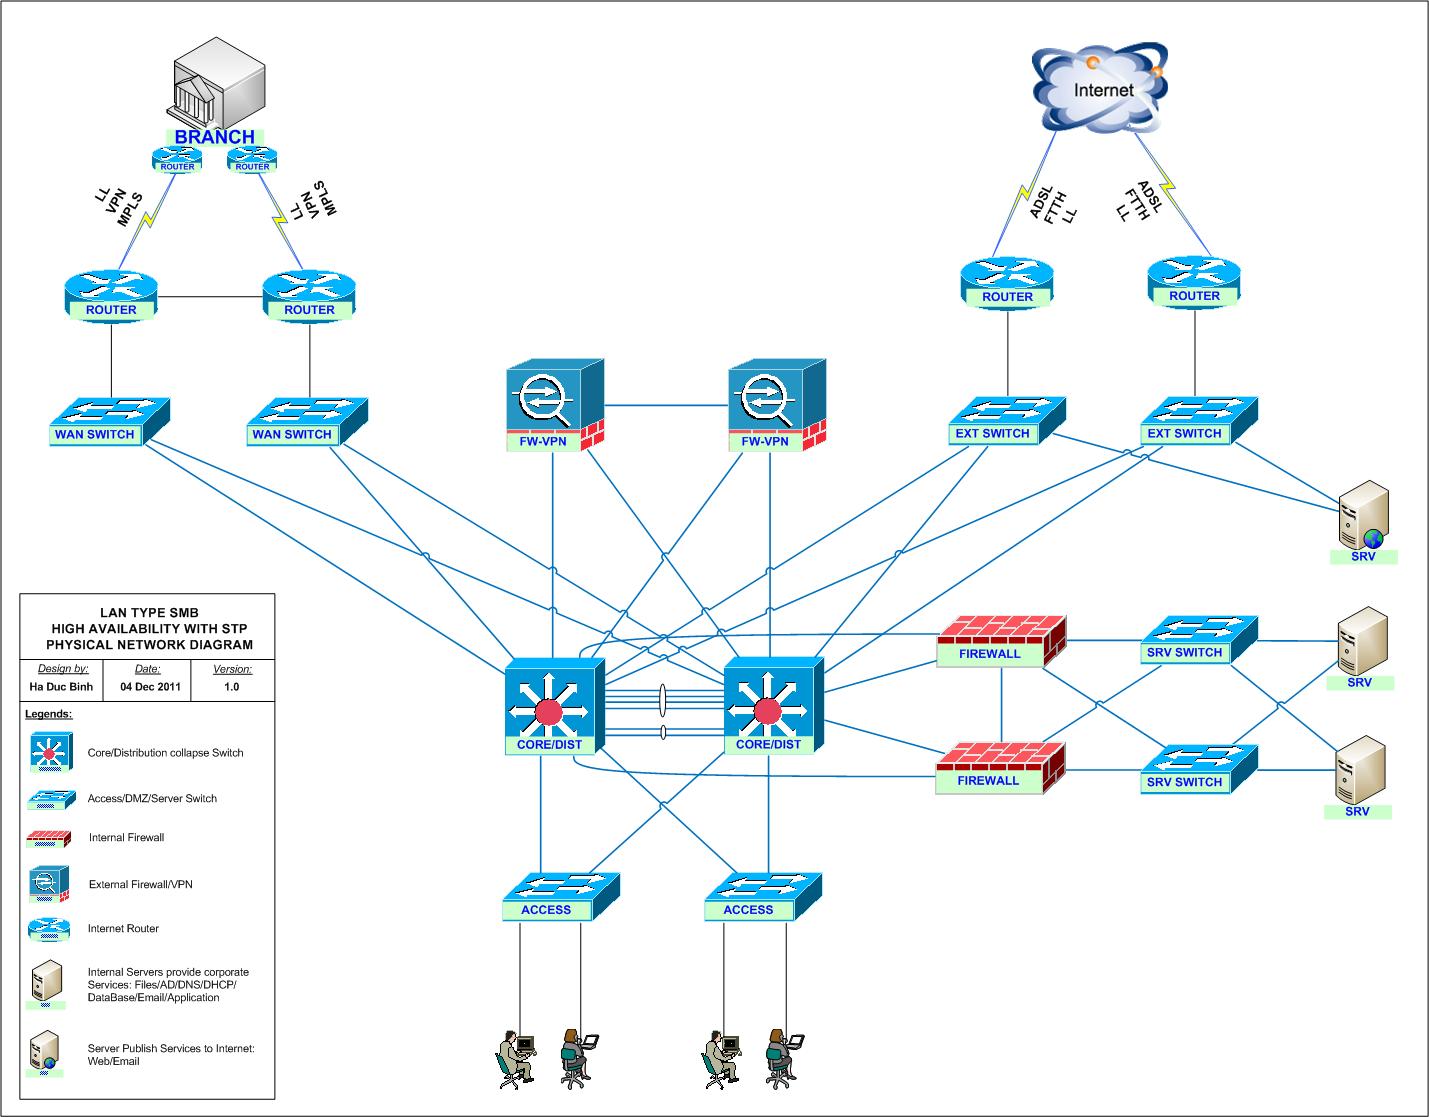 Internet
BRANCH
ROUTER
ROUTER
LL
VPN
MPLS
LL
VPN
MPLS
ADSL
FTTH
LL
ADSL
FTTH
LL
ROUTER
ROUTER
ROUTER
ROUTER
WAN SWITCH
WAN SWITCH
FW-VPN
FW-VPN
EXT SWITCH
EXT SWITCH
SRV
LAN TYPE SMB
HIGH AVAILABILITY WITH STP
PHYSICAL NETWORK DIAGRAM
Design by:
Ha Duc Binh
Date:
04 Dec 2011
Version:
1.0
Legends:
Core/Distribution collapse Switch
Access/DMZ/Server Switch
Internal Firewall
External Firewall/VPN
Internet Router
Internal Servers provide corporate
Services: Files/AD/DNS/DHCP/
DataBase/Email/Application
Server Publish Services to Internet:
Web/Email
CORE/DIST
CORE/DIST
FIREWALL
SRV SWITCH
SRV
FIREWALL
SRV SWITCH
SRV
ACCESS
ACCESS